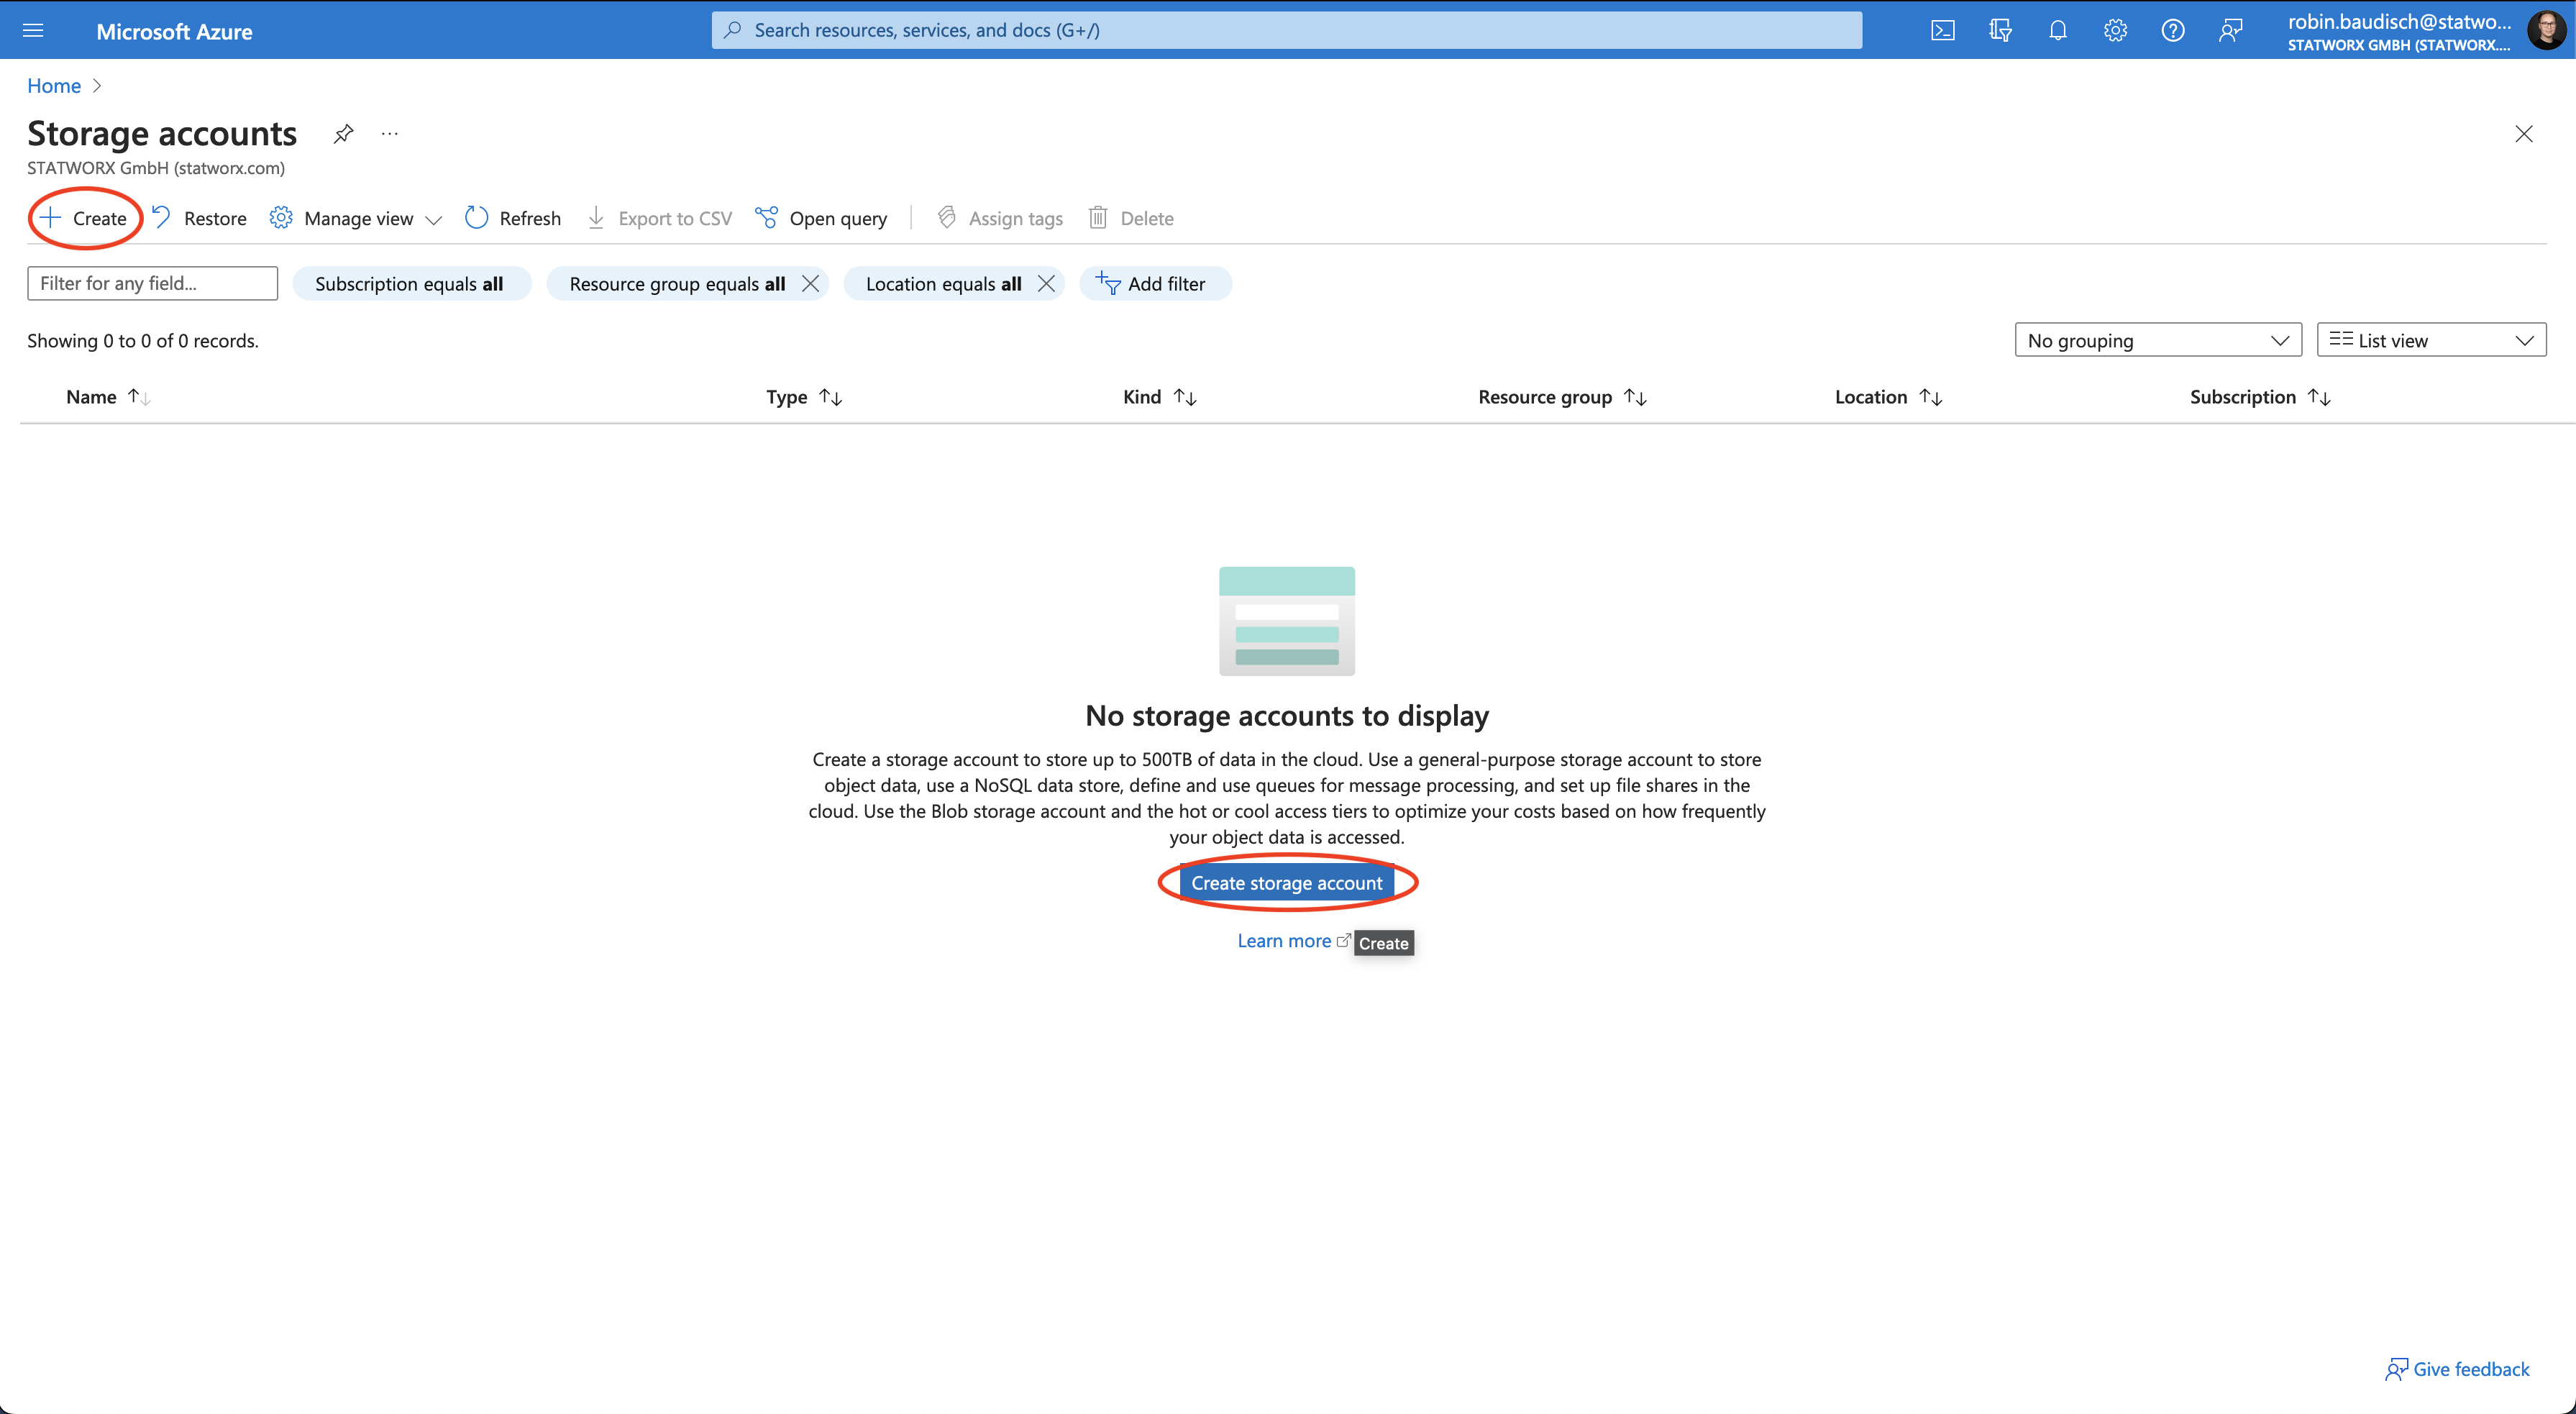 Microsoft Azure
Search resources, services, and docs (G+/)
robin.baudisch@statwo...
STATWORX GMBH (STATWORX....
Home
Storage accounts
...
STATWORX GmbH (statworx.com)
Create
Restore
Manage view
Refresh
Export to CSV
Open query
Assign tags
Delete
Filter for any field...
Subscription equals all
Resource group equals all
Location equals all
Add filter
Showing 0 to 0 of 0 records.
No grouping
List view
Name
Type
Kind
Resource group
Location
Subscription
No storage accounts to display
Create a storage account to store up to 500TB of data in the cloud. Use a general-purpose storage account to store
object data, use a NoSQL data store, define and use queues for message processing, and set up file shares in the
cloud. Use the Blob storage account and the hot or cool access tiers to optimize your costs based on how frequently
your object data is accessed.
Create storage account
Learn more
Create
Give feedback